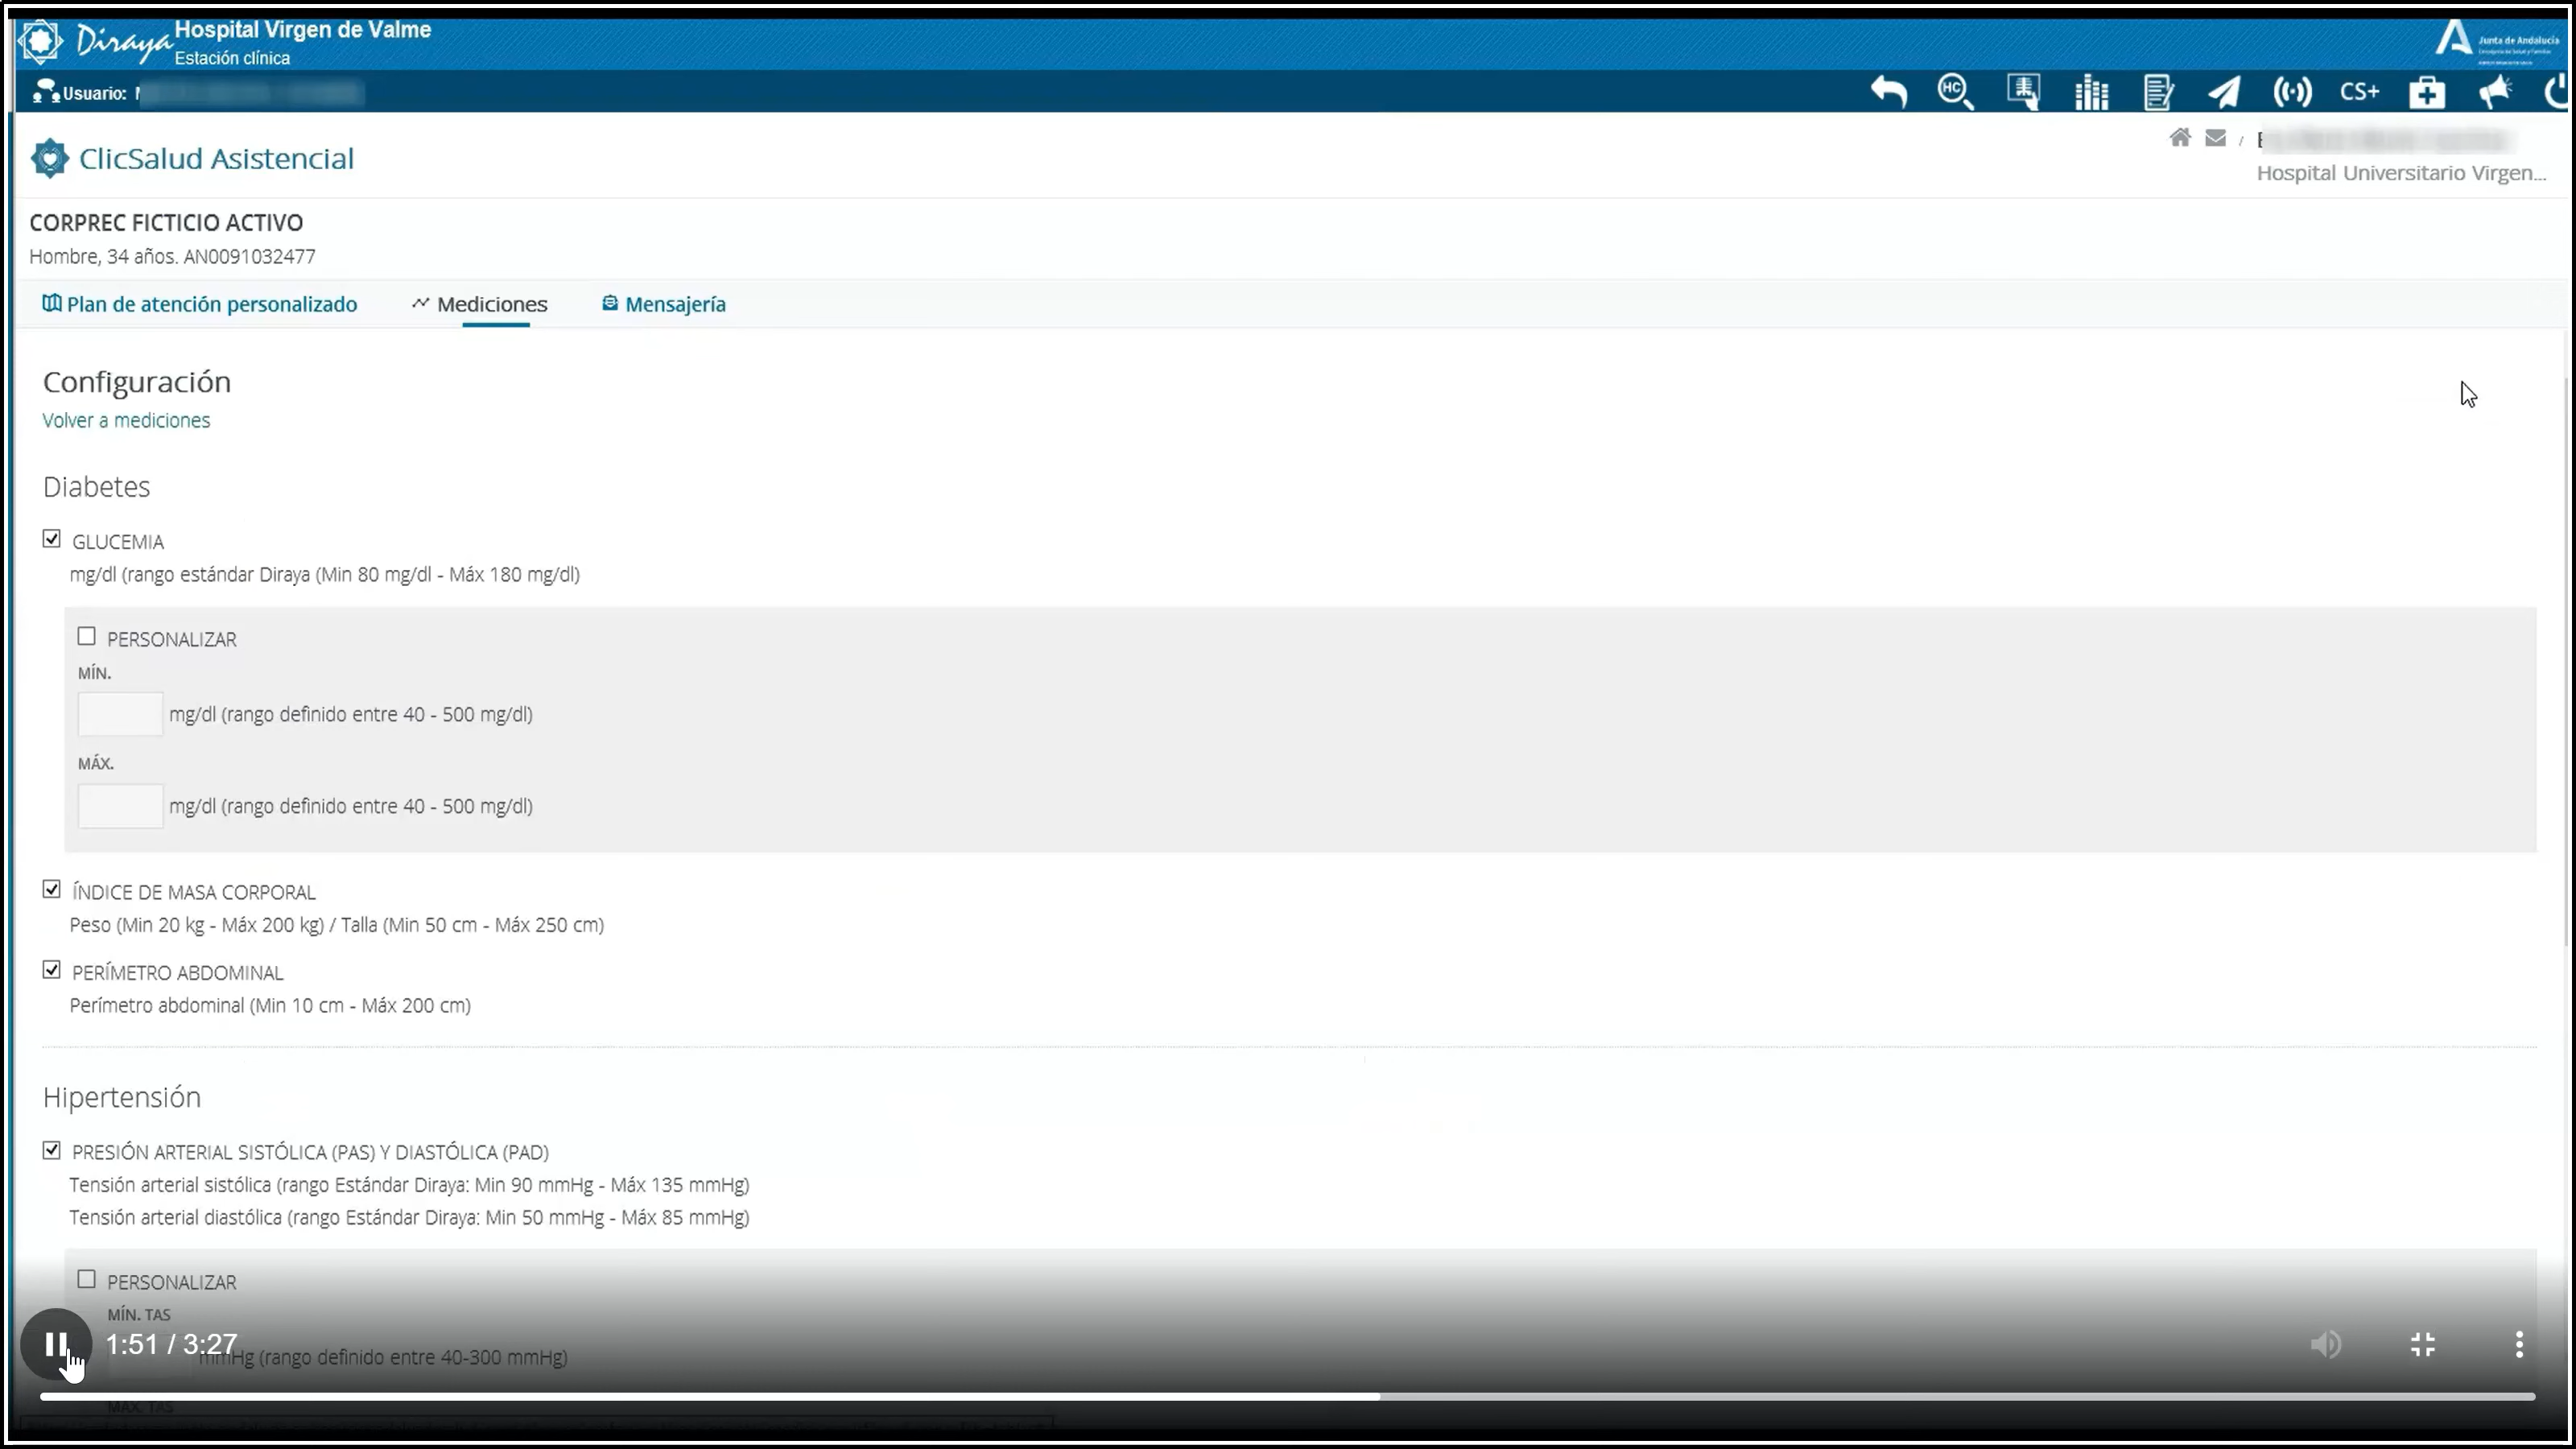 Diraya
Hospital Virgen de Valme
Estación clínica
Junta de Andalucía
Usuario:
HC
CS+
ClicSalud Asistencial
/
Hospital Universitario Virgen...
CORPREC FICTICIO ACTIVO
Hombre, 34 años. AN0091032477
Plan de atención personalizado Mediciones Mensajería
Configuración
Volver a mediciones
Diabetes
GLUCEMIA
mg/dl (rango estándar Diraya (Min 80 mg/dl - Máx 180 mg/dl)
PERSONALIZAR
MÍN.
mg/dl (rango definido entre 40 - 500 mg/dl)
MÁX.
mg/dl (rango definido entre 40 - 500 mg/dl)
ÍNDICE DE MASA CORPORAL
Peso (Min 20 kg - Máx 200 kg) / Talla (Min 50 cm - Máx 250 cm)
PERÍMETRO ABDOMINAL
Perímetro abdominal (Min 10 cm - Máx 200 cm)
Hipertensión
PRESIÓN ARTERIAL SISTÓLICA (PAS) Y DIASTÓLICA (PAD)
Tensión arterial sistólica (rango Estándar Diraya: Min 90 mmHg - Máx 135 mmHg)
Tensión arterial diastólica (rango Estándar Diraya: Min 50 mmHg - Máx 85 mmHg)
PERSONALIZAR
MÍN. TAS
1:51 / 3:27
mmHg (rango definido entre 40-300 mmHg)
MÁX. TAS